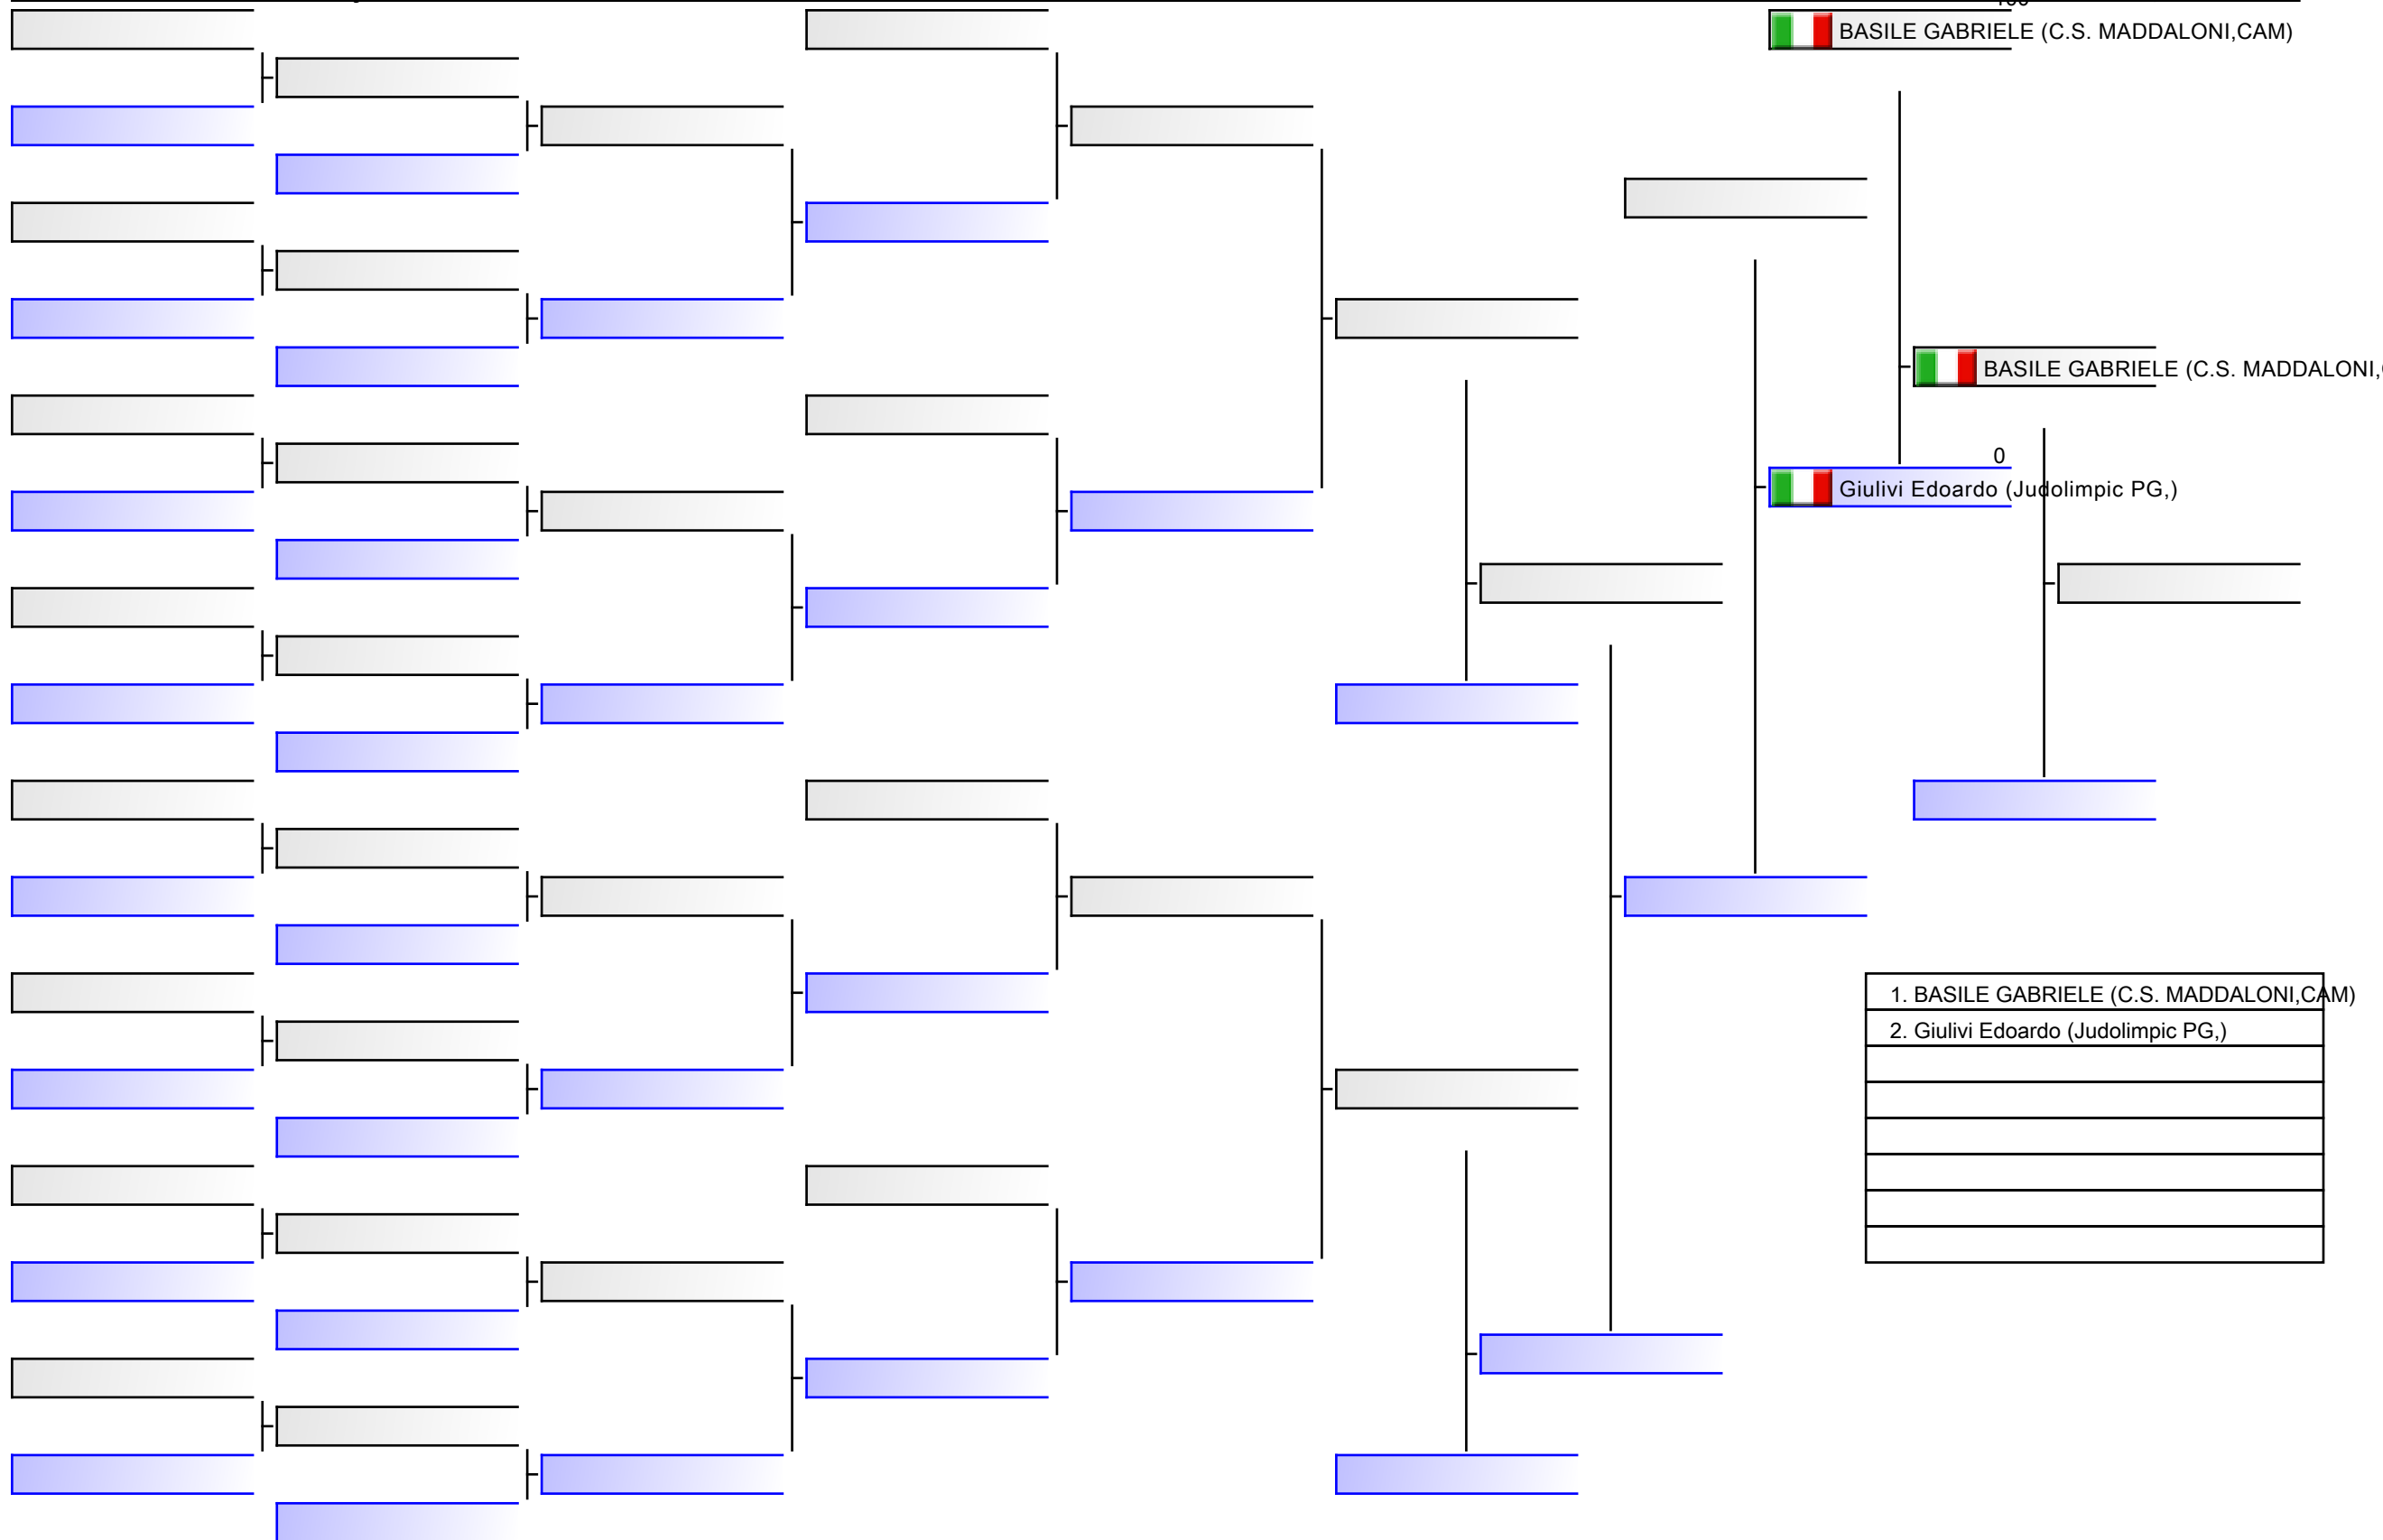 BASILE GABRIELE (C.S. MADDALONI,CAM)
BASILE GABRIELE (C.S. MADDALONI,
0
Giulivi Edoardo (Judolimpic PG,)
1. BASILE GABRIELE (C.S. MADDALONI,CAM)
2. Giulivi Edoardo (Judolimpic PG,)